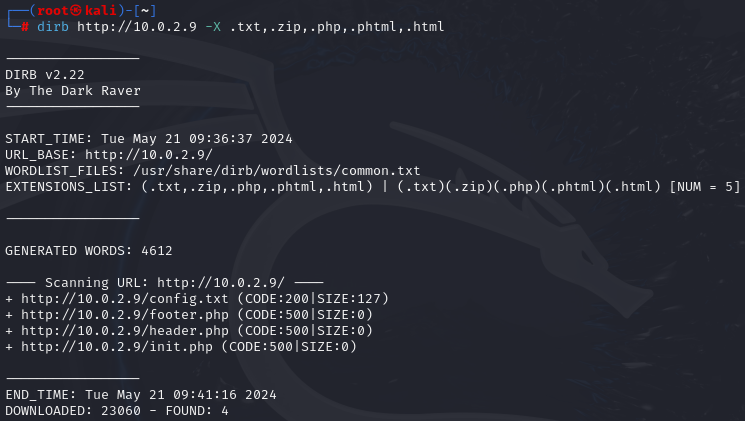 ┌──(root㉿kali)-[~]
└─# dirb http://10.0.2.9 -X .txt,.zip,.php,.phtml,.html
-----------------
DIRB v2.22
By The Dark Raver
-----------------
START_TIME: Tue May 21 09:36:37 2024
URL_BASE: http://10.0.2.9/
WORDLIST_FILES: /usr/share/dirb/wordlists/common.txt
EXTENSIONS_LIST: (.txt,.zip,.php,.phtml,.html) | (.txt)(.zip)(.php)(.phtml)(.html) [NUM = 5]
-----------------
GENERATED WORDS: 4612
---- Scanning URL: http://10.0.2.9/ ----
+ http://10.0.2.9/config.txt (CODE:200|SIZE:127)
+ http://10.0.2.9/footer.php (CODE:500|SIZE:0)
+ http://10.0.2.9/header.php (CODE:500|SIZE:0)
+ http://10.0.2.9/init.php (CODE:500|SIZE:0)
-----------------
END_TIME: Tue May 21 09:41:16 2024
DOWNLOADED: 23060 - FOUND: 4